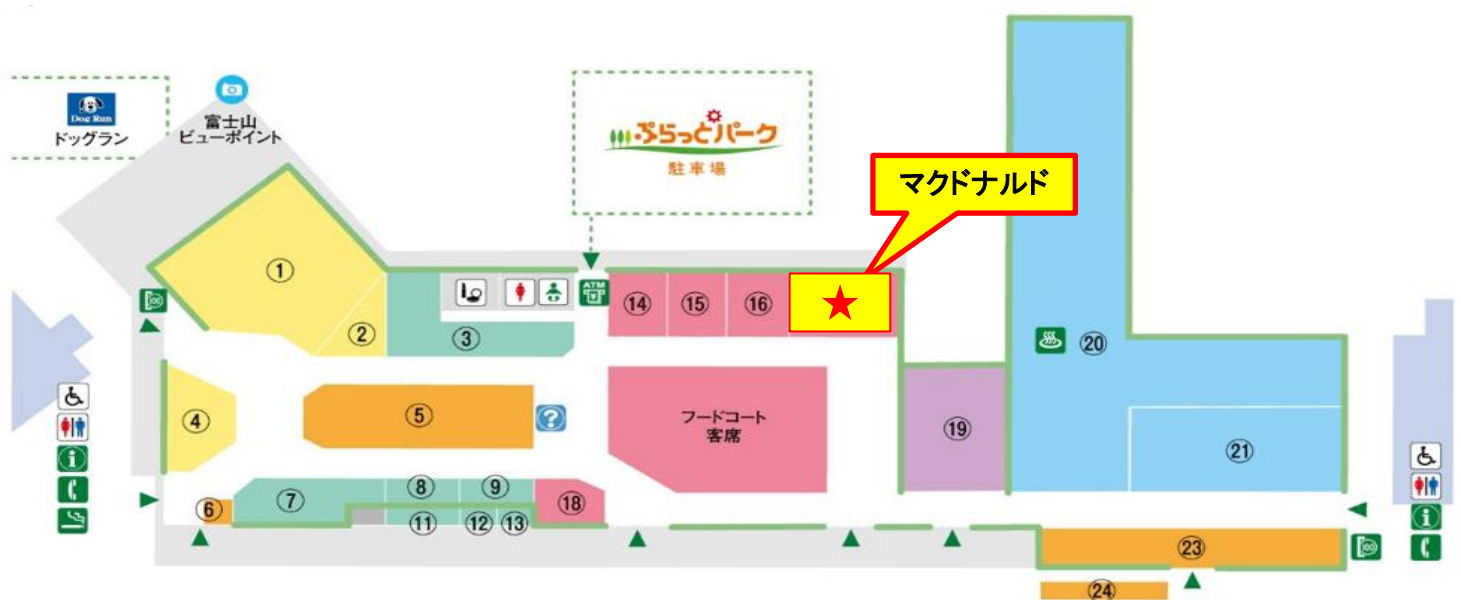 Dog Run
ドッグラン
富士山
ビューポイント
ぷらっとパーク
駐車場
マクドナルド
①
②
③
ATM
⑭
⑮
⑯
★
⑳
④
⑤
?
フードコート
客席
⑲
㉑
⑥
⑦
⑧
⑨
⑪
⑫
⑬
⑱
㉓
㉔